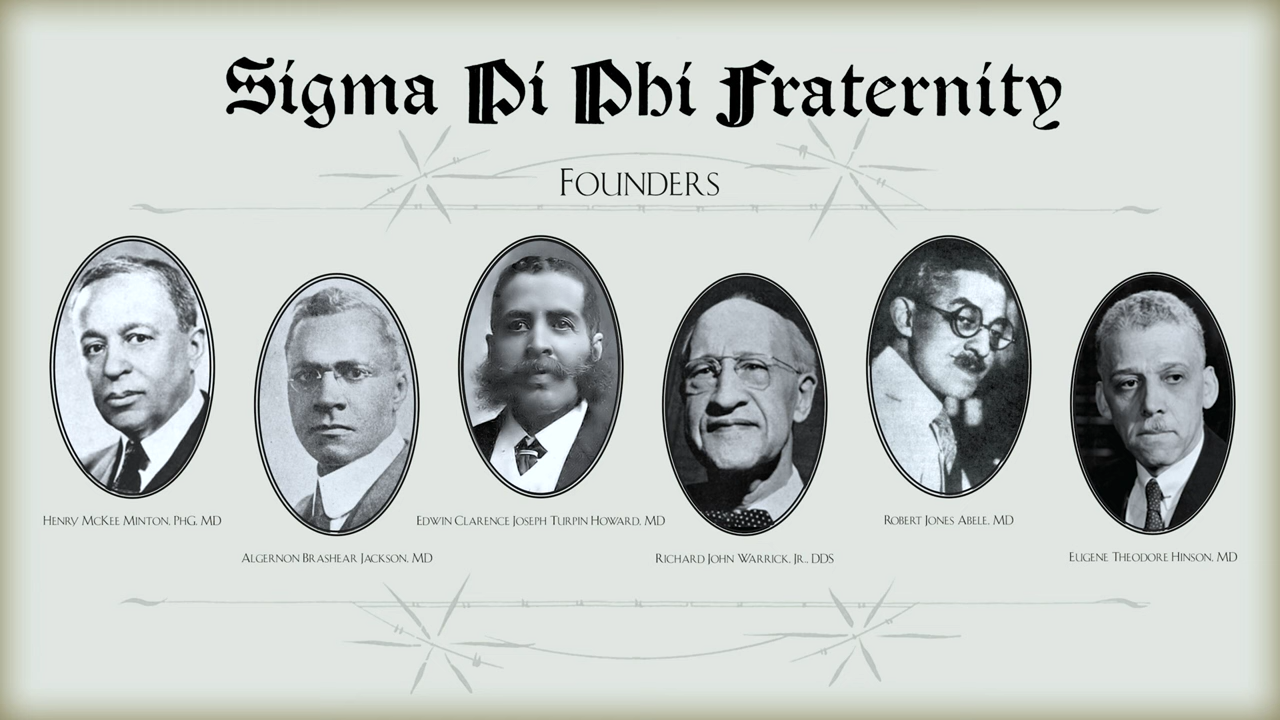 Sigma Pi Phi Fraternity
Founders
Henry McKee Minton, PhG, MD
Algernon Brashear Jackson, MD
Edwin Clarence Joseph Turpin Howard, MD
Richard John Warrick, Jr., DDS
Robert Jones Abele, MD
Eugene Theodore Hinson, MD